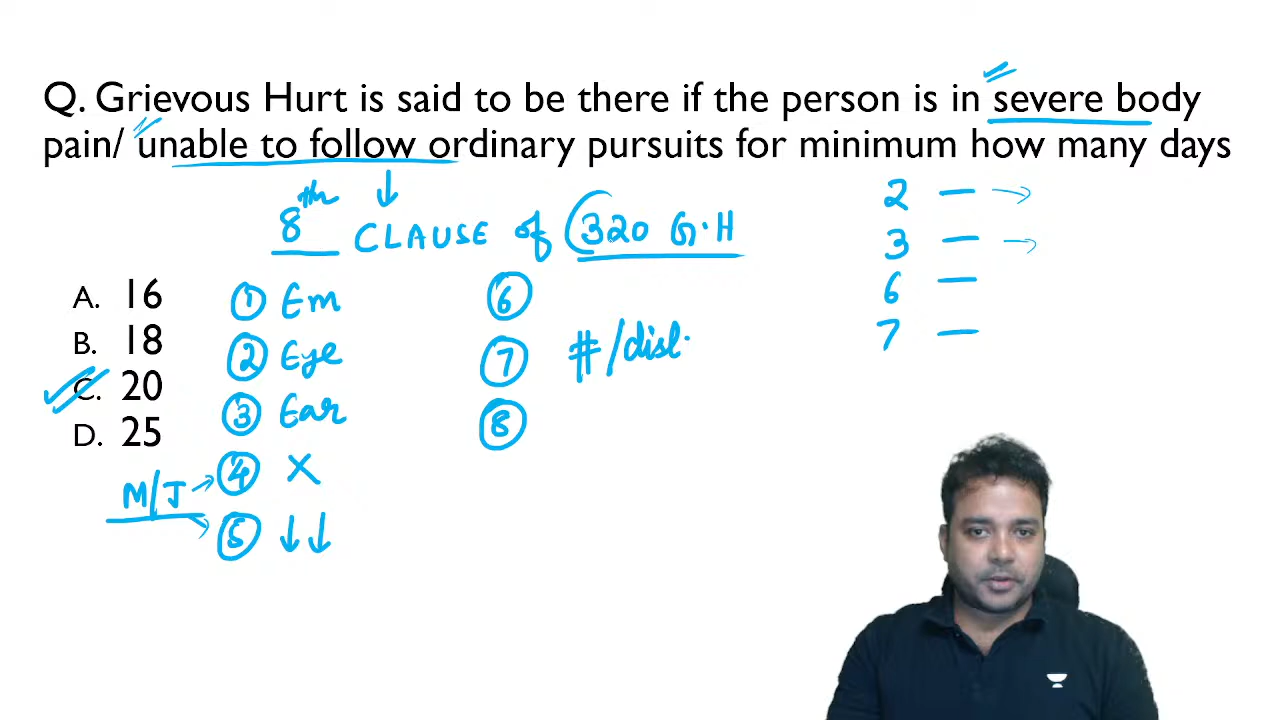 Q. Grievous Hurt is said to be there if the person is in severe body
pain/ unable to follow ordinary pursuits for minimum how many days
8th CLAUSE of 320 G.H
A. 16
B. 18
C. 20
D. 25
① Em
② Eye
③ Ear
M/J → ④ X
⑤ ↓↓
⑥
⑦ #/disl.
⑧
2 — →
3 — →
6 —
7 —